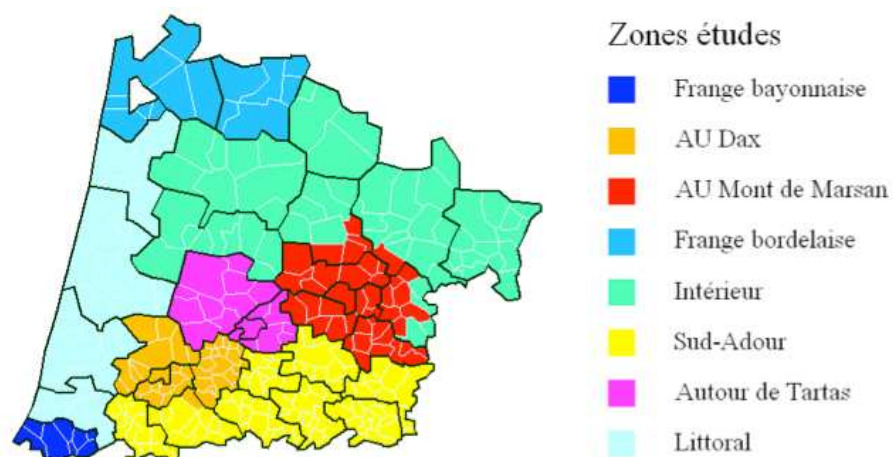 Zones études
Frange bayonnaise
AU Dax
AU Mont de Marsan
Frange bordelaise
Intérieur
Sud-Adour
Autour de Tartas
Littoral